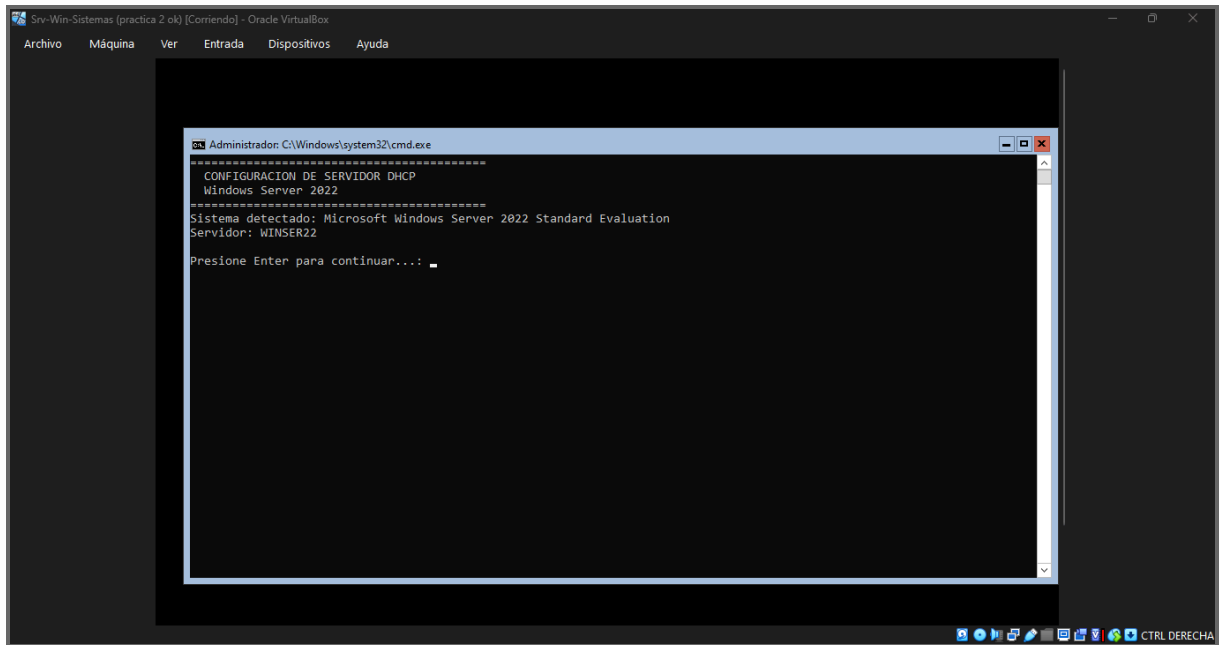 Srv-Win-Sistemas (practica 2 ok) [Corriendo] - Oracle VirtualBox
Archivo Máquina Ver Entrada Dispositivos Ayuda
Administrador: C:\Windows\system32\cmd.exe
==========================================
CONFIGURACION DE SERVIDOR DHCP
Windows Server 2022
==========================================
Sistema detectado: Microsoft Windows Server 2022 Standard Evaluation
Servidor: WINSER22
Presione Enter para continuar...:
CTRL DERECHA